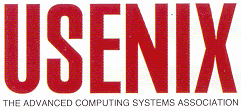 USENIX
THE ADVANCED COMPUTING SYSTEMS ASSOCIATION